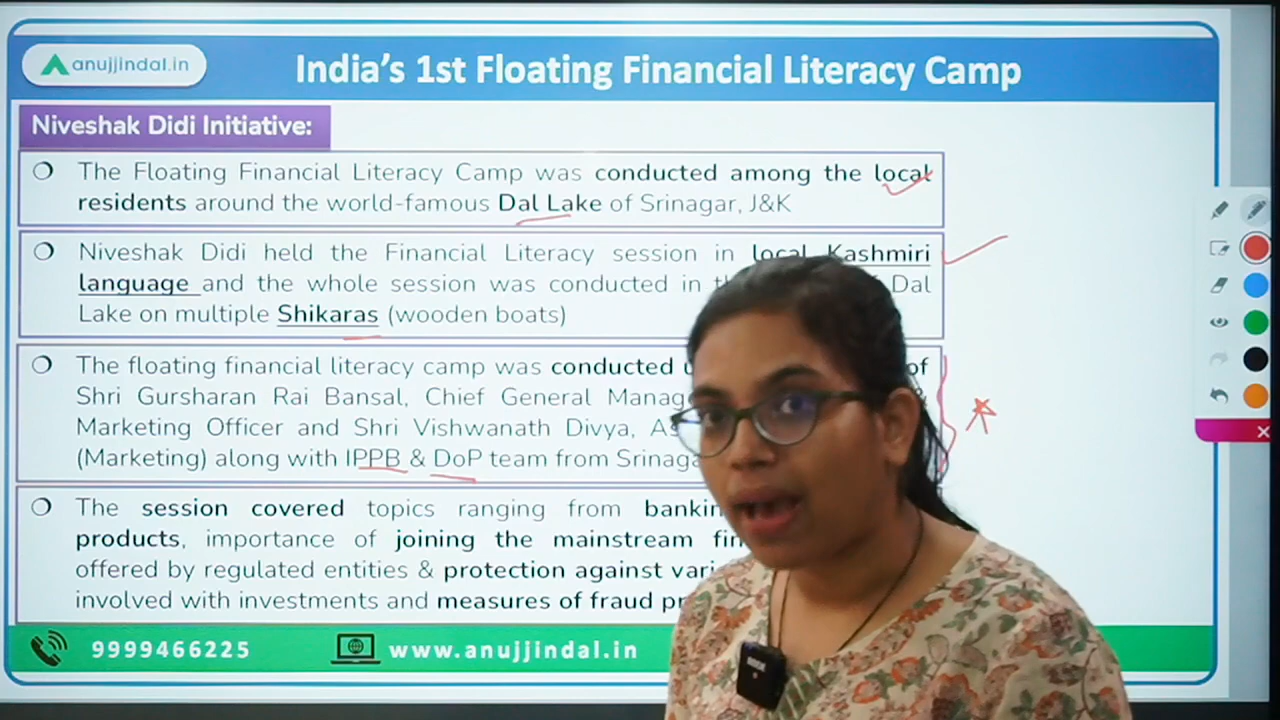 anujjindal.in
India's 1st Floating Financial Literacy Camp
Niveshak Didi Initiative:
The Floating Financial Literacy Camp was conducted among the local
residents around the world-famous Dal Lake of Srinagar, J&K
Niveshak Didi held the Financial Literacy session in local Kashmiri
language and the whole session was conducted in Dal
Lake on multiple Shikaras (wooden boats)
The floating financial literacy camp was conducted of
Shri Gursharan Rai Bansal, Chief General
Marketing Officer and Shri Vishwanath Divya,
(Marketing) along with IPPB & DoP team from
The session covered topics ranging from
products, importance of joining the mainstream
offered by regulated entities & protection against
involved with investments and measures of fraud
9999466225
www.anujjindal.in